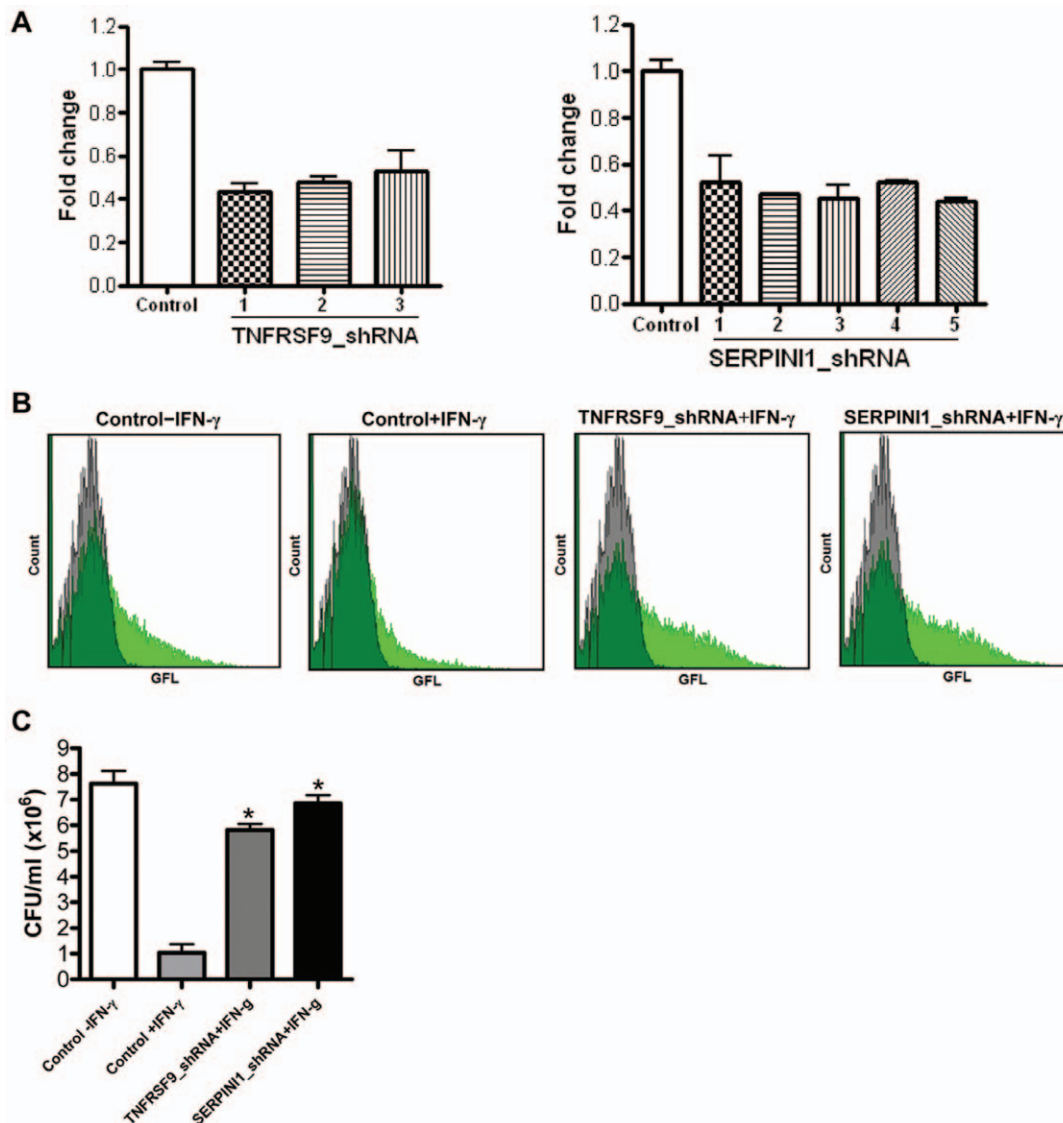 A
Fold change
1.2
1.0
0.8
0.6
0.4
0.2
0.0
Control
1
2
3
TNFRSF9_shRNA
Fold change
1.2
1.0
0.8
0.6
0.4
0.2
0.0
Control
1
2
3
4
5
SERPINI1_shRNA
B
Control−IFN-γ
Count
GFL
Control+IFN-γ
Count
GFL
TNFRSF9_shRNA+IFN-γ
Count
GFL
SERPINI1_shRNA+IFN-γ
Count
GFL
C
CFU/ml (x10⁶)
9
8
7
6
5
4
3
2
1
0
*
*
Control -IFN-γ
Control +IFN-γ
TNFRSF9_shRNA+IFN-g
SERPINI1_shRNA+IFN-g